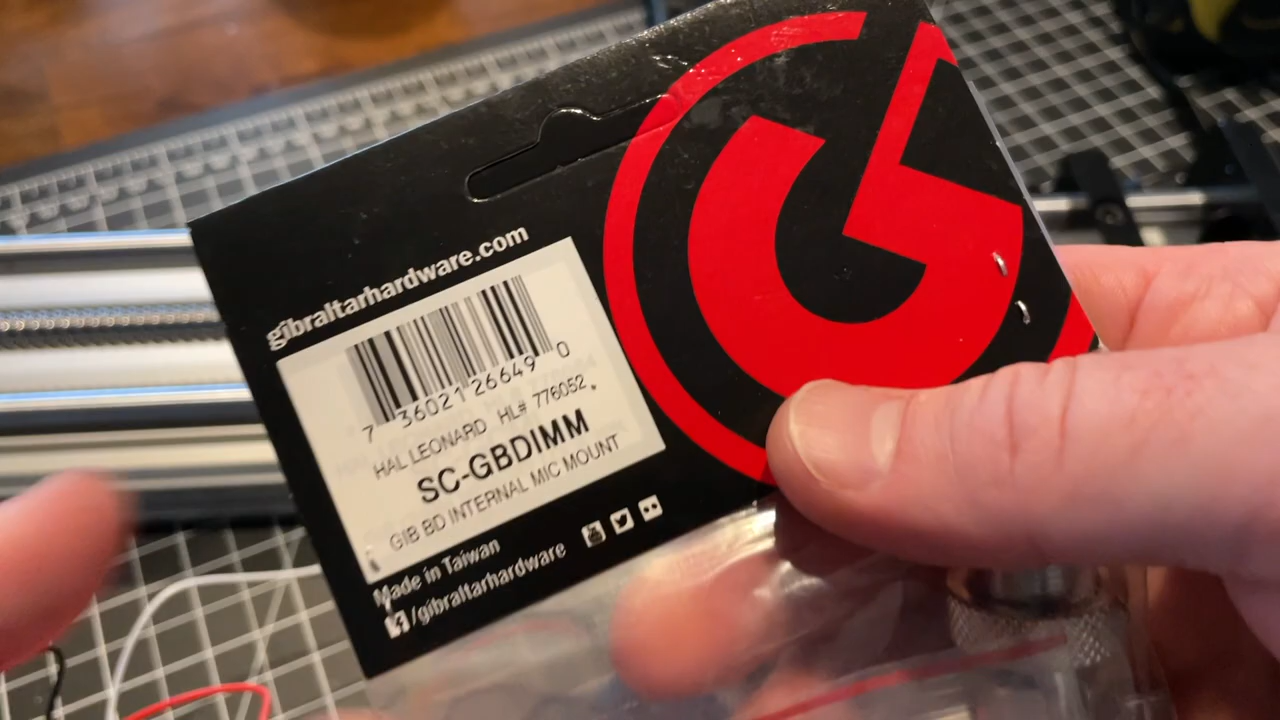 gibraltarhardware.com
7 36021 26649 0
HAL LEONARD HL# 776052
SC-GBDIMM
GIB BD INTERNAL MIC MOUNT
Made in Taiwan
/gibraltarhardware